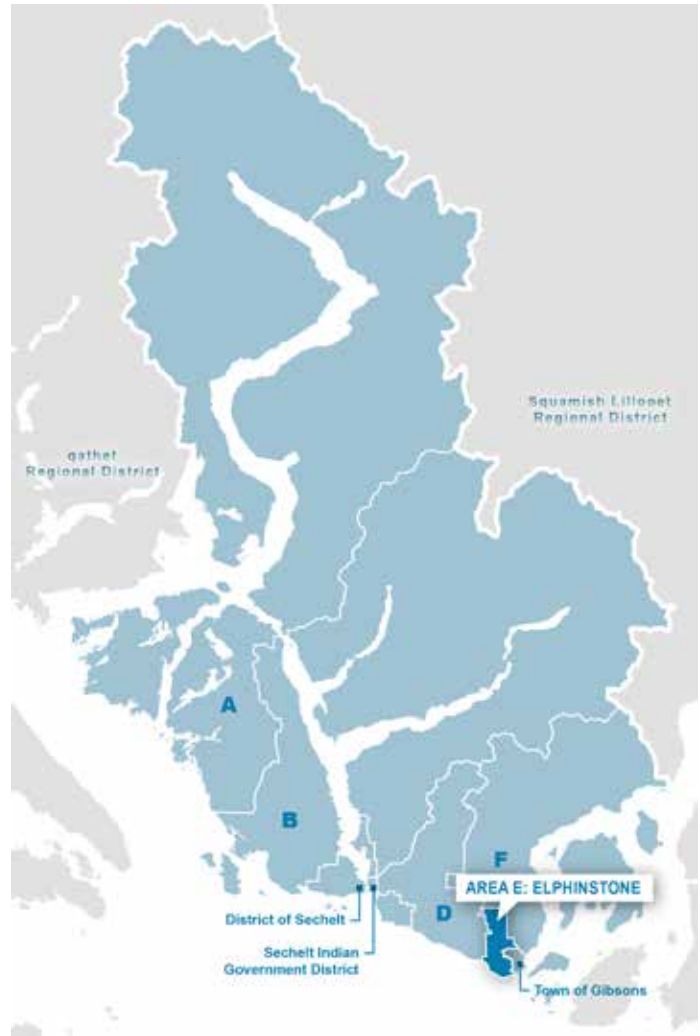 Squamish Lillooet
Regional District
qathet
Regional District
A
B
F
AREA E: ELPHINSTONE
D
District of Sechelt
Sechelt Indian
Government District
Town of Gibsons